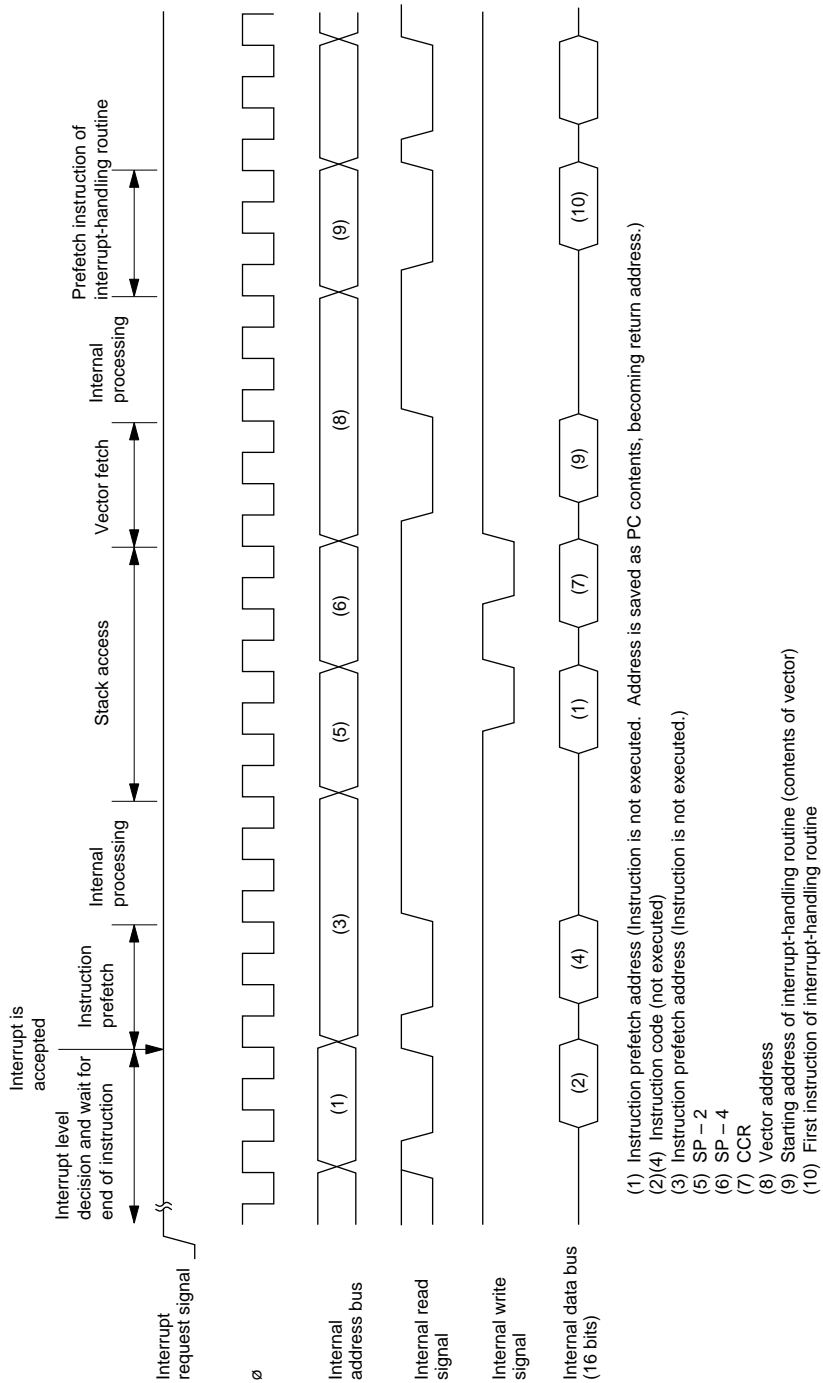 Interrupt is
accepted
Interrupt level
decision and wait for
end of instruction
Instruction
prefetch
Internal
processing
Stack access
Vector fetch
Internal
processing
Prefetch instruction of
interrupt-handling routine
Interrupt
request signal
ø
Internal
address bus
(1)
(3)
(5)
(6)
(8)
(9)
Internal read
signal
Internal write
signal
Internal data bus
(16 bits)
(2)
(4)
(1)
(7)
(9)
(10)
(1) Instruction prefetch address (Instruction is not executed. Address is saved as PC contents, becoming return address.)
(2)(4) Instruction code (not executed)
(3) Instruction prefetch address (Instruction is not executed.)
(5) SP – 2
(6) SP – 4
(7) CCR
(8) Vector address
(9) Starting address of interrupt-handling routine (contents of vector)
(10) First instruction of interrupt-handling routine